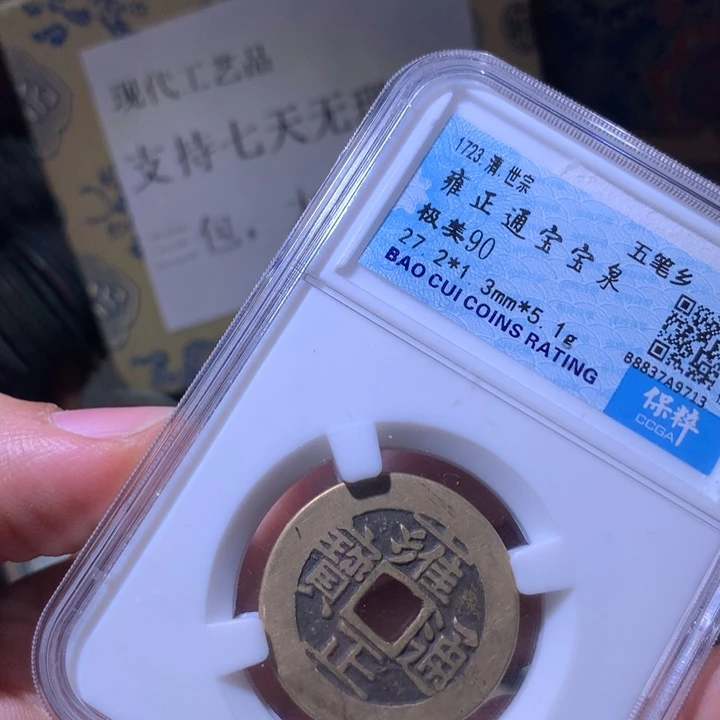 现代工艺品
支持七天无理
三包，
1723 清 世宗
雍正通宝宝泉
五笔乡
极美90
27.2*1.3mm*5.1g
BAO CUI COINS RATING
B8837A9713
保粹
CCGA
雍正通寶